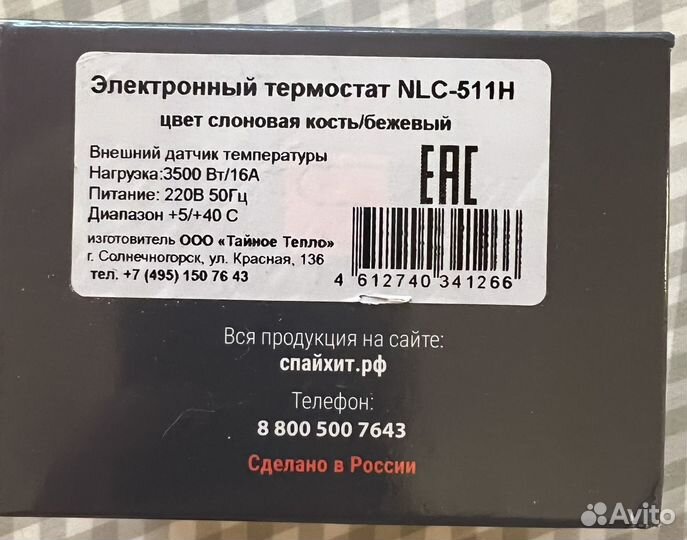 Электронный термостат NLC-511H
цвет слоновая кость/бежевый
Внешний датчик температуры
Нагрузка:3500 Вт/16А
Питание: 220В 50Гц
Диапазон +5/+40 С
EAC
изготовитель ООО «Тайное Тепло»
г. Солнечногорск, ул. Красная, 136
тел. +7 (495) 150 76 43
4 612740 341266
Вся продукция на сайте:
спайхит.рф
Телефон:
8 800 500 7643
Сделано в России
Avito